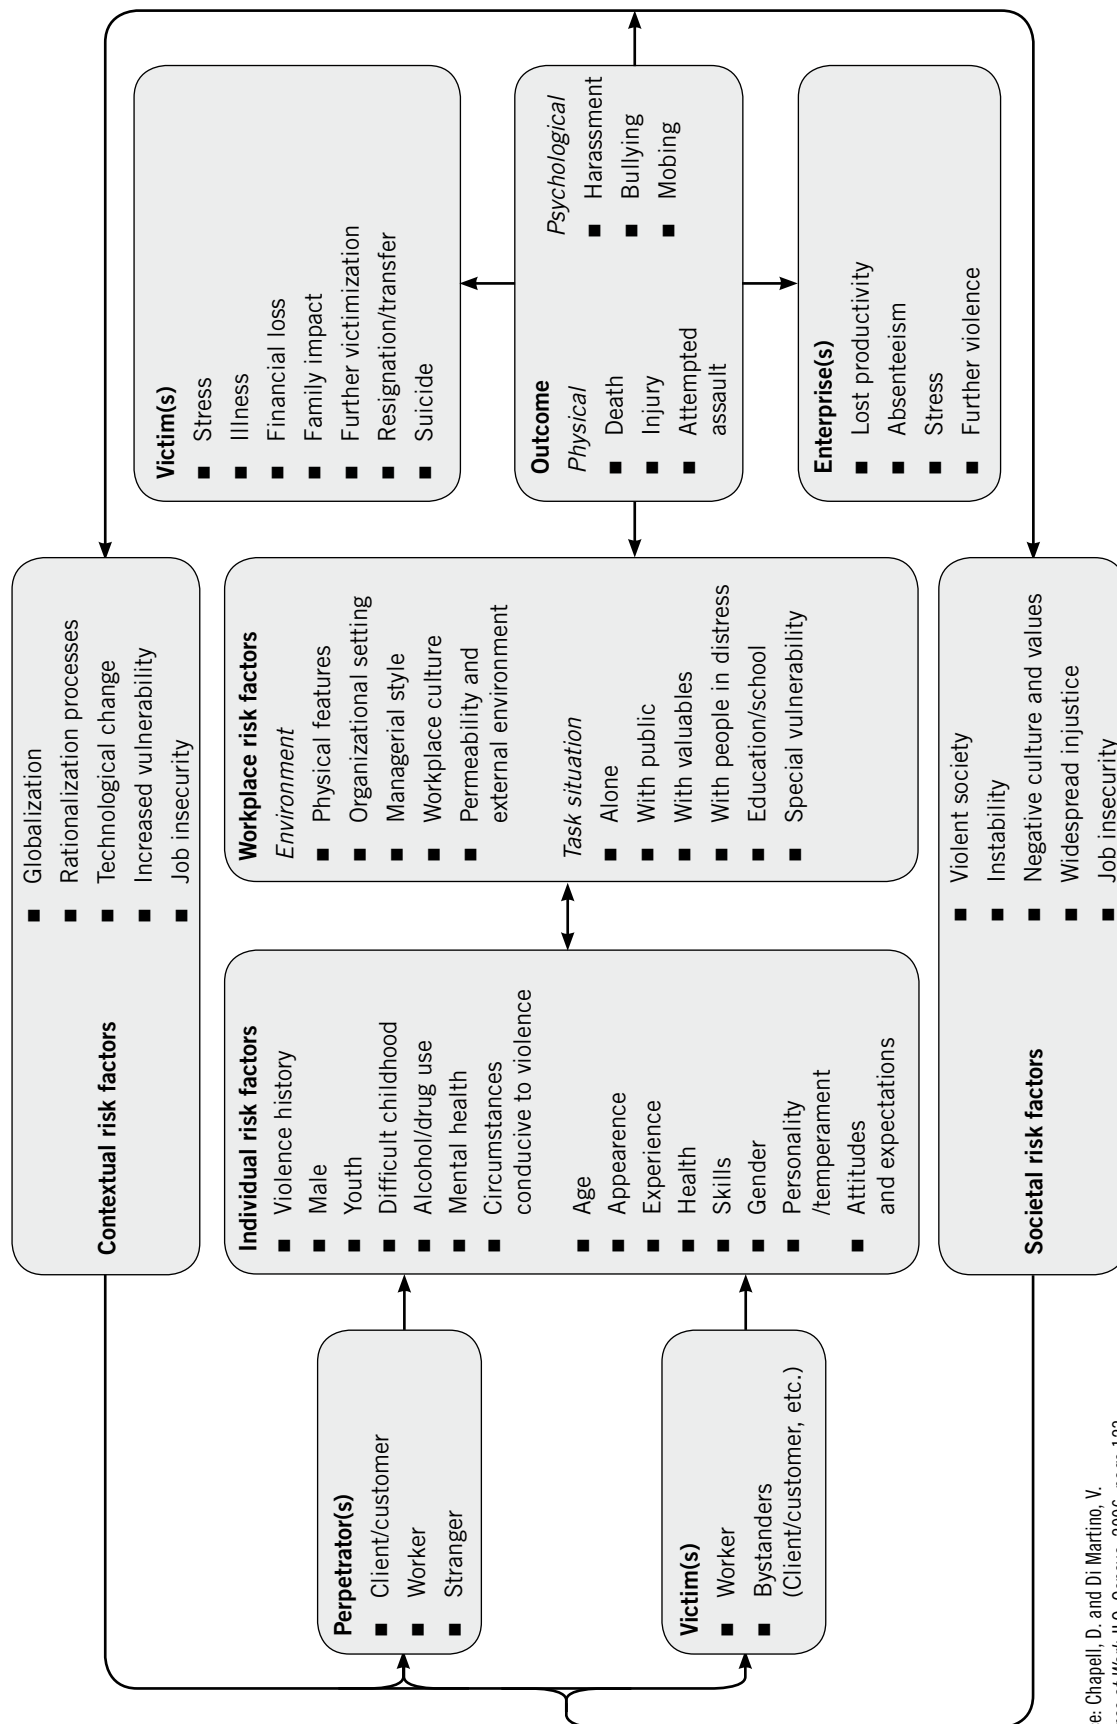 Contextual risk factors
■ Globalization
■ Rationalization processes
■ Technological change
■ Increased vulnerability
■ Job insecurity
Perpetrator(s)
■ Client/customer
■ Worker
■ Stranger
Victim(s)
■ Worker
■ Bystanders
(Client/customer, etc.)
Individual risk factors
■ Violence history
■ Male
■ Youth
■ Difficult childhood
■ Alcohol/drug use
■ Mental health
■ Circumstances
conducive to violence
■ Age
■ Appearence
■ Experience
■ Health
■ Skills
■ Gender
■ Personality
/temperament
■ Attitudes
and expectations
Workplace risk factors
Environment
■ Physical features
■ Organizational setting
■ Managerial style
■ Workplace culture
■ Permeability and
external environment
Task situation
■ Alone
■ With public
■ With valuables
■ With people in distress
■ Education/school
■ Special vulnerability
Victim(s)
■ Stress
■ Illness
■ Financial loss
■ Family impact
■ Further victimization
■ Resignation/transfer
■ Suicide
Outcome
Physical
■ Death
■ Injury
■ Attempted
assault
Psychological
■ Harassment
■ Bullying
■ Mobing
Enterprise(s)
■ Lost productivity
■ Absenteeism
■ Stress
■ Further violence
Societal risk factors
■ Violent society
■ Instability
■ Negative culture and values
■ Widespread injustice
■ Job insecurity
Chapell, D. and Di Martino, V.